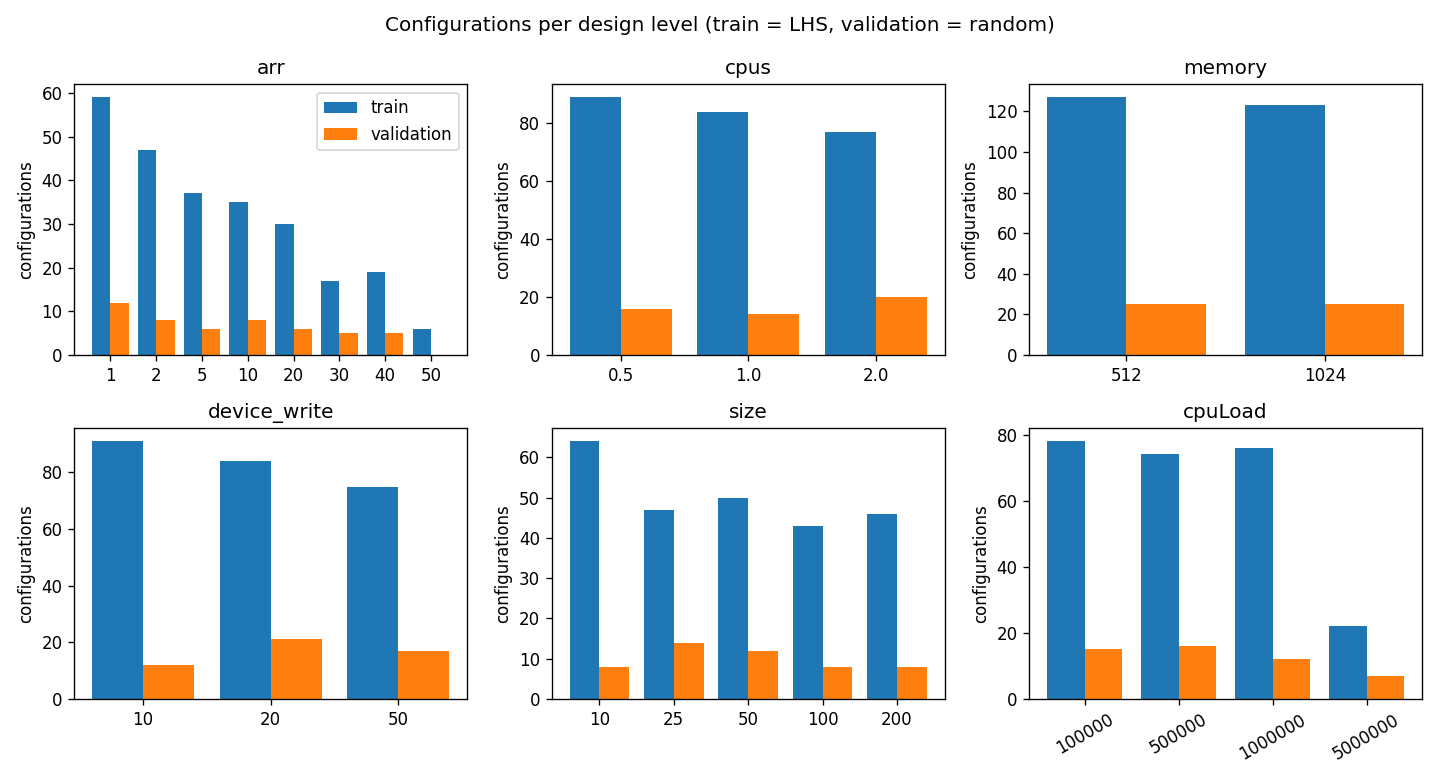 Configurations per design level (train = LHS, validation = random)
arr
configurations
60
50
40
30
20
10
0
train
validation
1 2 5 10 20 30 40 50
cpus
configurations
80
60
40
20
0
0.5 1.0 2.0
memory
configurations
120
100
80
60
40
20
0
512 1024
device_write
configurations
80
60
40
20
0
10 20 50
size
configurations
60
50
40
30
20
10
0
10 25 50 100 200
cpuLoad
configurations
80
60
40
20
0
100000 500000 1000000 5000000